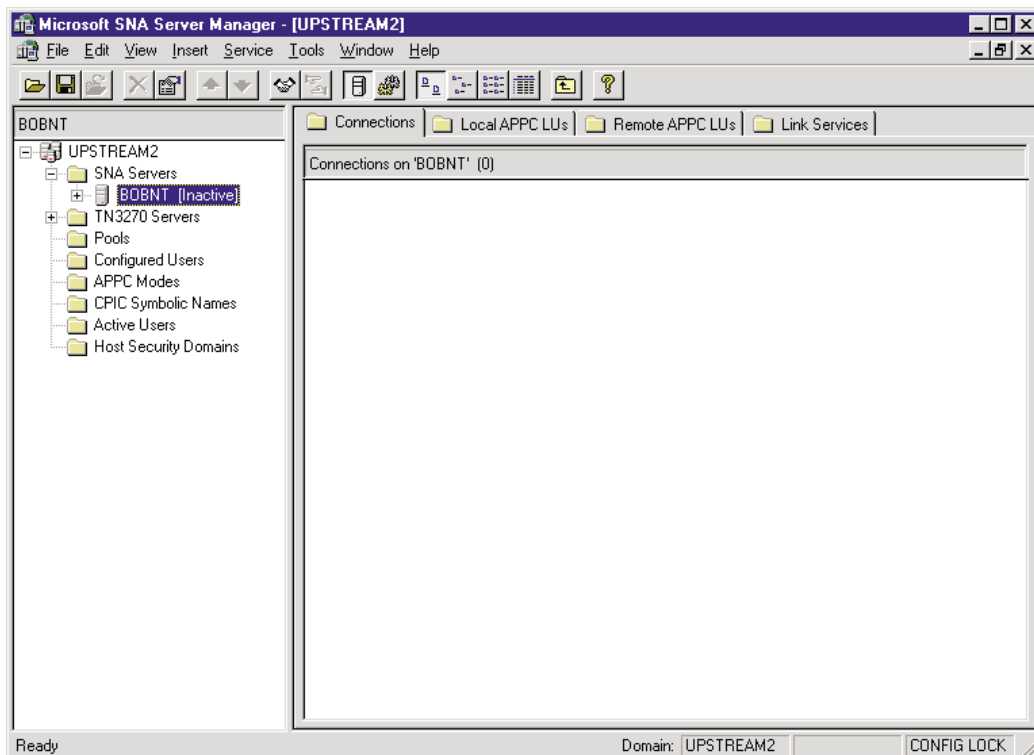 Microsoft SNA Server Manager - [UPSTREAM2]
File Edit View Insert Service Tools Window Help
BOBNT
UPSTREAM2
SNA Servers
BOBNT [Inactive]
TN3270 Servers
Pools
Configured Users
APPC Modes
CPIC Symbolic Names
Active Users
Host Security Domains
Connections Local APPC LUs Remote APPC LUs Link Services
Connections on 'BOBNT' (0)
Ready Domain: UPSTREAM2 CONFIG LOCK